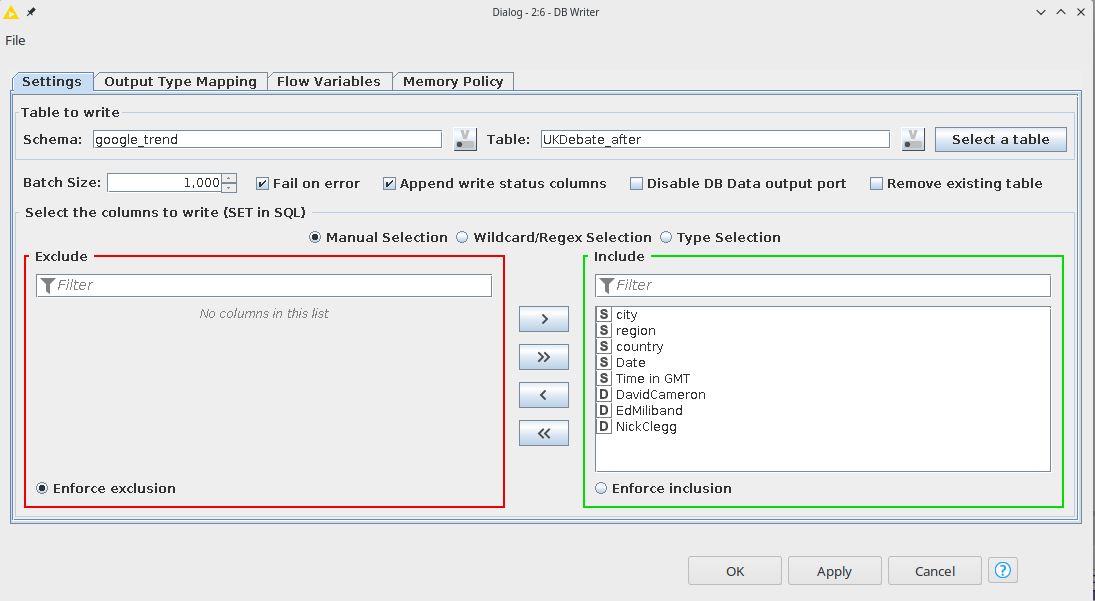 Dialog - 2:6 - DB Writer
File
Settings Output Type Mapping Flow Variables Memory Policy
Table to write
Schema: google_trend V Table: UKDebate_after V Select a table
Batch Size: 1,000 Fail on error Append write status columns Disable DB Data output port Remove existing table
Select the columns to write (SET in SQL)
Manual Selection Wildcard/Regex Selection Type Selection
Exclude
Filter
No columns in this list
Enforce exclusion
>
»
<
«
Include
Filter
S city
S region
S country
S Date
S Time in GMT
D DavidCameron
D EdMiliband
D NickClegg
Enforce inclusion
OK Apply Cancel ?